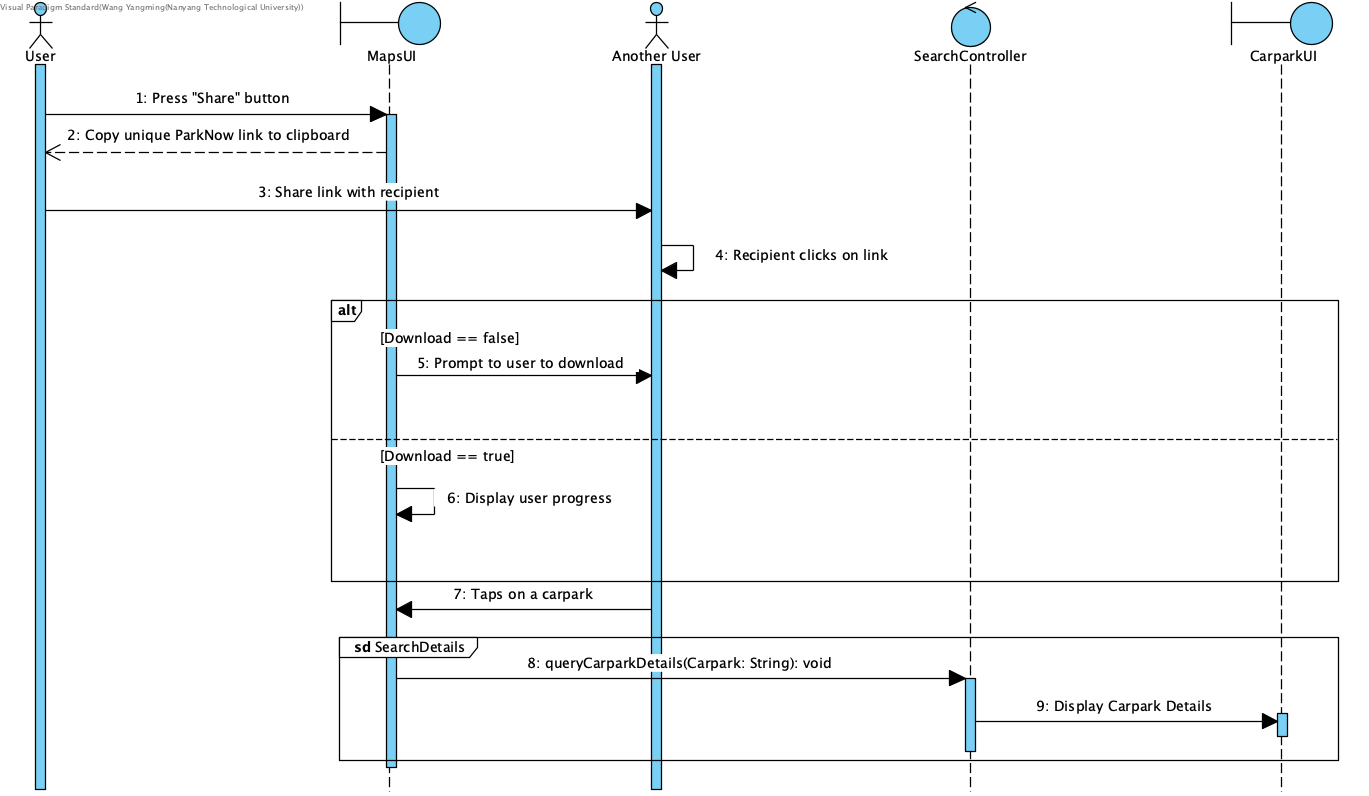 Visual Paradigm Standard(Wang Yangming(Nanyang Technological University))
User
MapsUI
Another User
SearchController
CarparkUI
1: Press "Share" button
2: Copy unique ParkNow link to clipboard
3: Share link with recipient
4: Recipient clicks on link
alt
[Download == false]
5: Prompt to user to download
[Download == true]
6: Display user progress
7: Taps on a carpark
sd SearchDetails
8: queryCarparkDetails(Carpark: String): void
9: Display Carpark Details